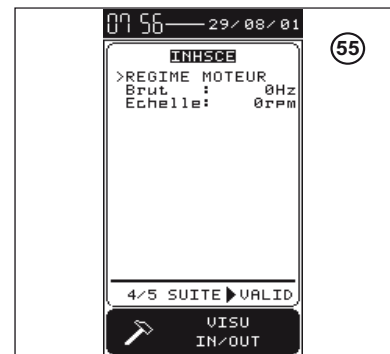 07 56 29/08/01
55
INHSCE
>REGIME MOTEUR
Brut : 0Hz
Echelle: 0rpm
4/5 SUITE▶VALID
VISU
IN/OUT